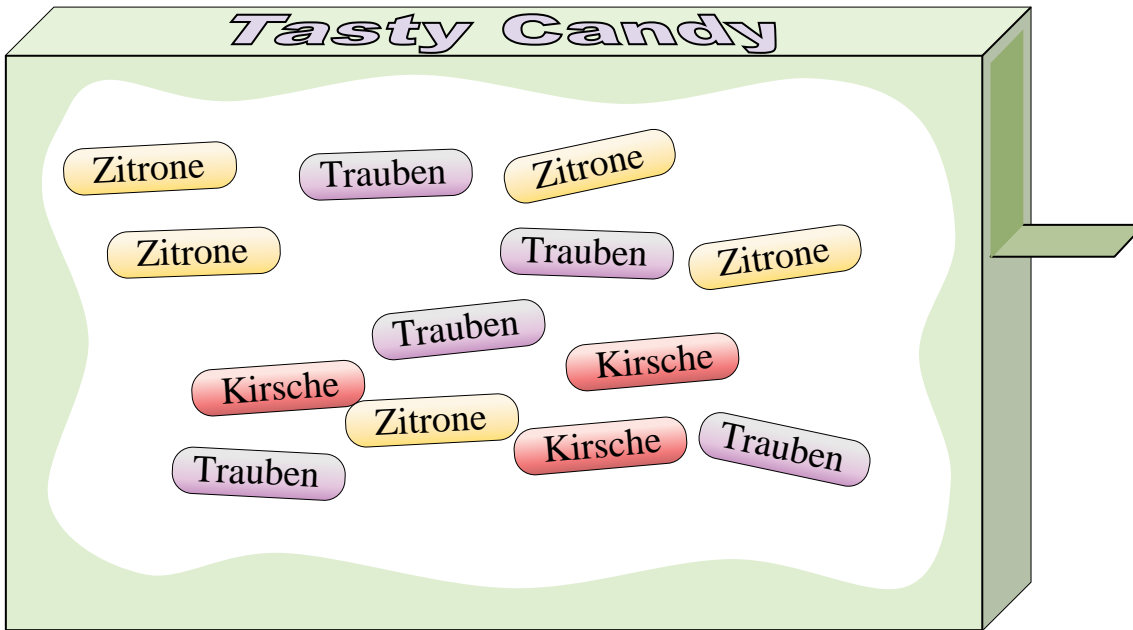 Tasty Candy
Zitrone
Trauben
Zitrone
Zitrone
Trauben
Zitrone
Trauben
Kirsche
Kirsche
Zitrone
Kirsche
Trauben
Trauben